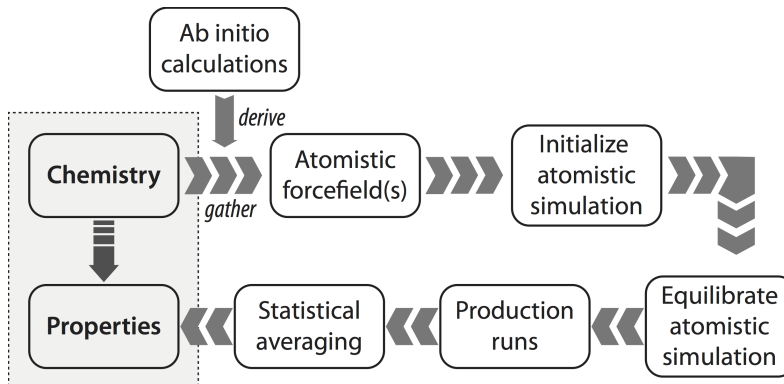 Ab initio
calculations
derive
Chemistry
gather
Atomistic
forcefield(s)
Initialize
atomistic
simulation
Equilibrate
atomistic
simulation
Production
runs
Statistical
averaging
Properties